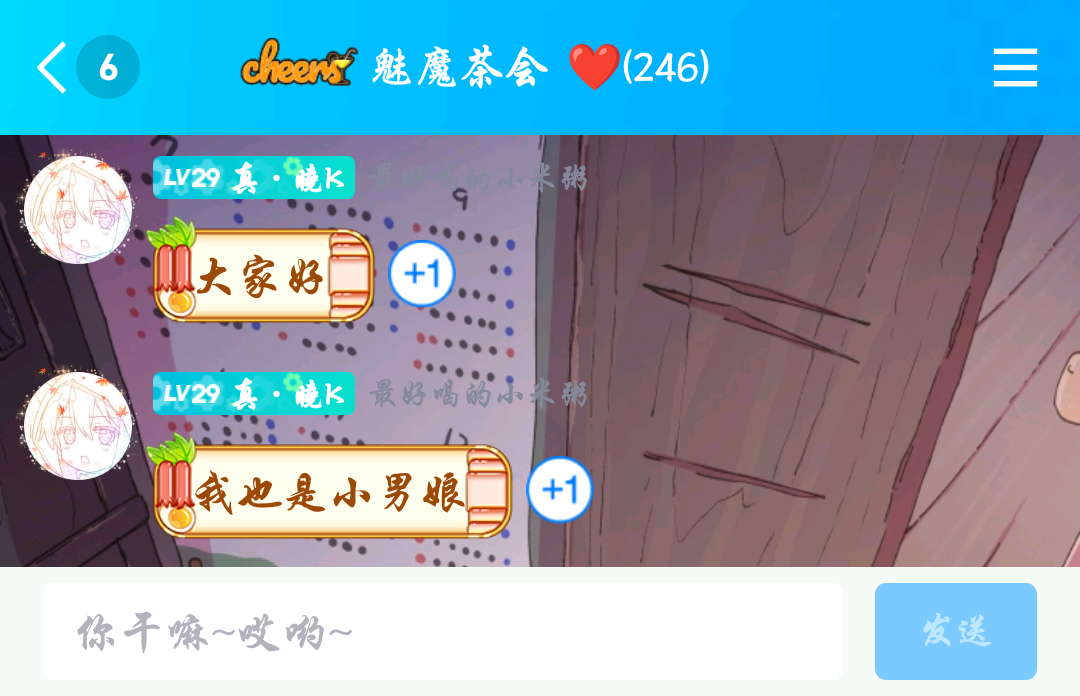 6
cheers 魅魔茶会 ❤️(246)
LV29 真·晓K 最好喝的小米粥
大家好
+1
LV29 真·晓K 最好喝的小米粥
我也是小男娘
+1
你干嘛~哎哟~
发送